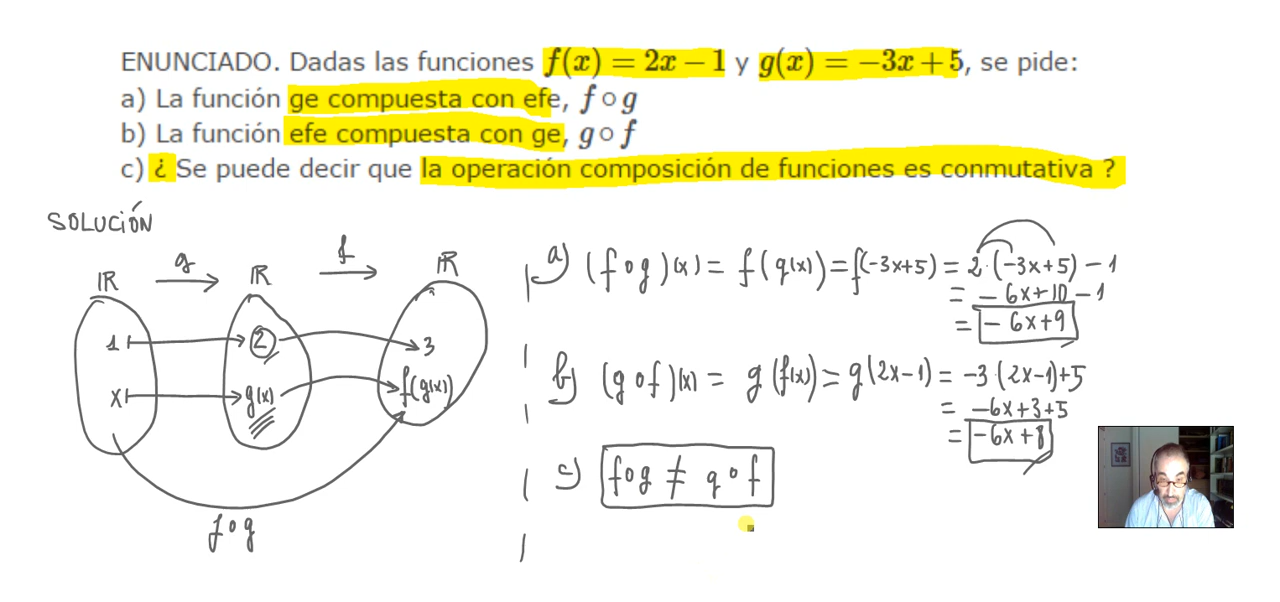 ENUNCIADO. Dadas las funciones f(x) = 2x − 1 y g(x) = −3x + 5, se pide:
a) La función ge compuesta con efe, f ∘ g
b) La función efe compuesta con ge, g ∘ f
c) ¿ Se puede decir que la operación composición de funciones es conmutativa ?
SOLUCIÓN
g
f
ℝ
ℝ
ℝ
1
2
3
x
g(x)
f(g(x))
f∘g
a) (f∘g)(x) = f(g(x)) = f(-3x+5) = 2·(-3x+5)-1
= -6x+10-1
= -6x+9
b) (g∘f)(x) = g(f(x)) = g(2x-1) = -3·(2x-1)+5
= -6x+3+5
= -6x+8
c) f∘g ≠ g∘f